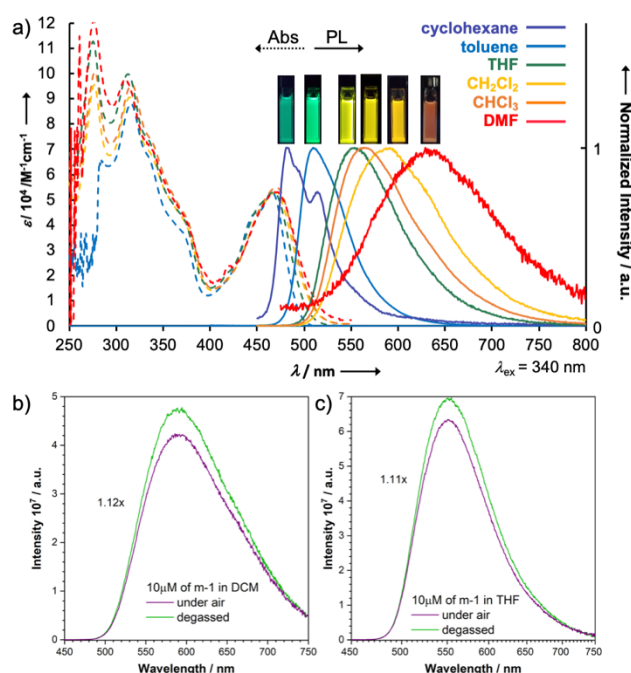 a)
Abs
PL
cyclohexane
toluene
THF
CH₂Cl₂
CHCl₃
DMF
ε / 10⁴ /M⁻¹cm⁻¹
12
11
10
9
8
7
6
5
4
3
2
1
0
1
0
Normalized Intensity / a.u.
250 300 350 400 450 500 550 600 650 700 750 800
λ / nm
λex = 340 nm
b)
Intensity 10⁷ / a.u.
5
4
3
2
1
0
1.12x
10μM of m-1 in DCM
under air
degassed
450 500 550 600 650 700 750
Wavelength / nm
c)
Intensity 10⁷ / a.u.
7
6
5
4
3
2
1
0
1.11x
10μM of m-1 in THF
under air
degassed
450 500 550 600 650 700 750
Wavelength / nm